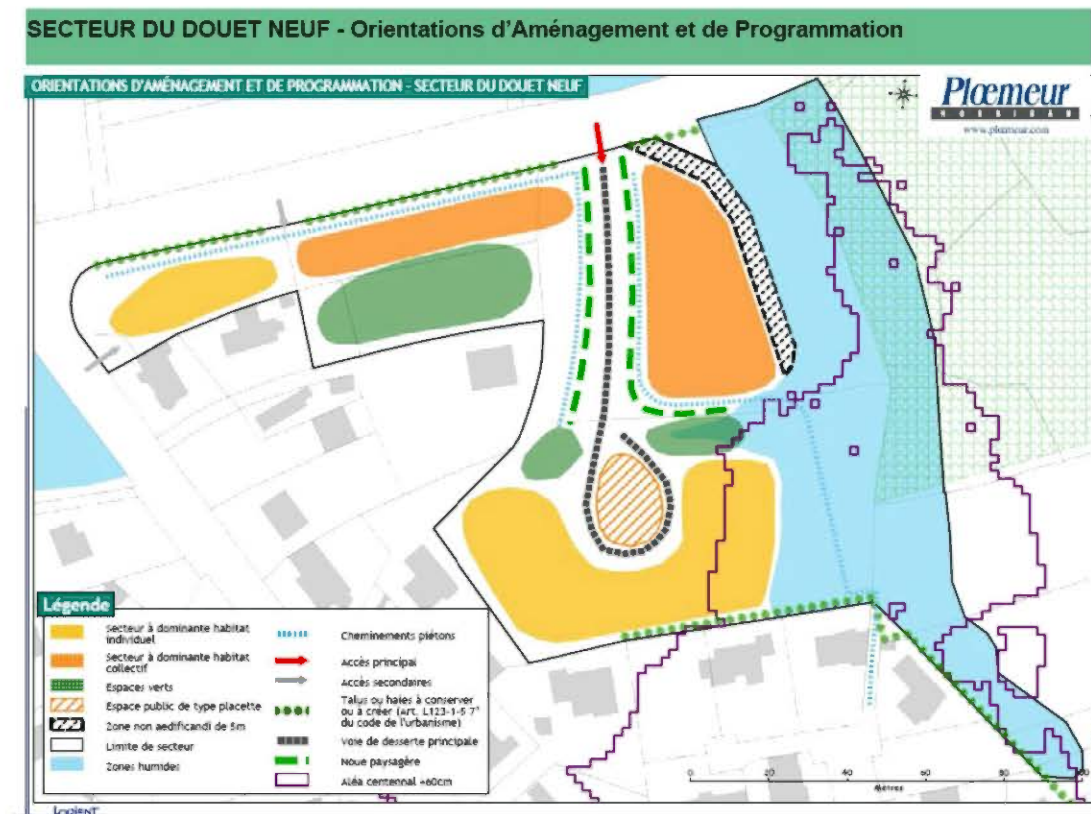 SECTEUR DU DOUET NEUF - Orientations d'Aménagement et de Programmation
ORIENTATIONS D'AMÉNAGEMENT ET DE PROGRAMMATION - SECTEUR DU DOUET NEUF
Plœmeur
MORBIHAN
www.ploemeur.com
Légende
Secteur à dominante habitat
individuel
Secteur à dominante habitat
collectif
Espaces verts
Espace public de type placette
Zone non aedificandi de 5m
Limite de secteur
Zones humides
Cheminements piétons
Accès principal
Accès secondaires
Talus ou haies à conserver
ou à créer (Art. L123-1-5 7°
du code de l'urbanisme)
Voie de desserte principale
Noue paysagère
Aléa centennal +60cm
0 20 40 60 80 100
Mètres
LORIENT